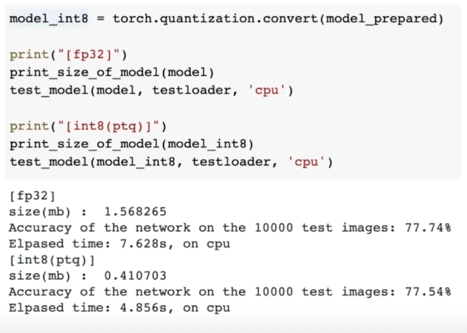 model_int8 = torch.quantization.convert(model_prepared)
print("[fp32]")
print_size_of_model(model)
test_model(model, testloader, 'cpu')
print("[int8(ptq)]")
print_size_of_model(model_int8)
test_model(model_int8, testloader, 'cpu')
[fp32]
size(mb) :  1.568265
Accuracy of the network on the 10000 test images: 77.74%
Elpased time: 7.628s, on cpu
[int8(ptq)]
size(mb) :  0.410703
Accuracy of the network on the 10000 test images: 77.54%
Elpased time: 4.856s, on cpu